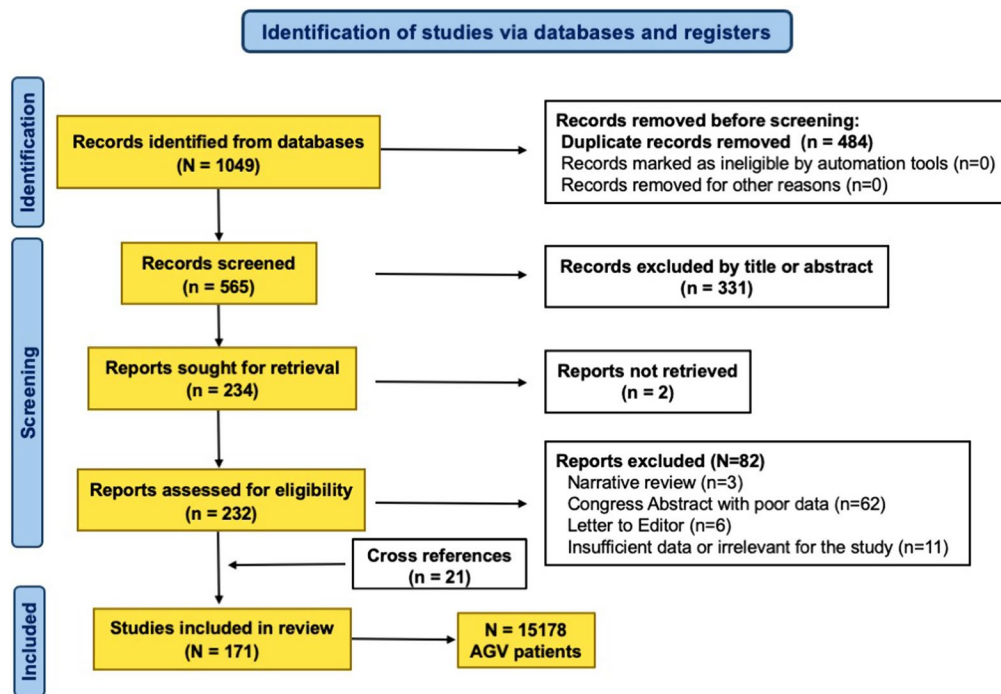 Identification of studies via databases and registers
Identification
Records identified from databases
(N = 1049)
Records removed before screening:
Duplicate records removed (n = 484)
Records marked as ineligible by automation tools (n=0)
Records removed for other reasons (n=0)
Screening
Records screened
(n = 565)
Records excluded by title or abstract
(n = 331)
Reports sought for retrieval
(n = 234)
Reports not retrieved
(n = 2)
Reports assessed for eligibility
(n = 232)
Reports excluded (N=82)
Narrative review (n=3)
Congress Abstract with poor data (n=62)
Letter to Editor (n=6)
Insufficient data or irrelevant for the study (n=11)
Cross references
(n = 21)
Included
Studies included in review
(N = 171)
N = 15178
AGV patients